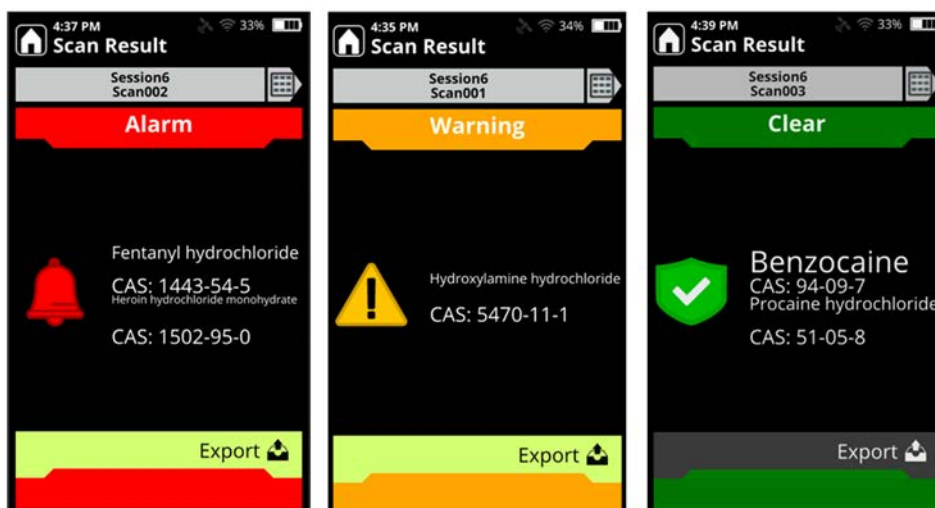 4:37 PM
33%
Scan Result
Session6
Scan002
Alarm
Fentanyl hydrochloride
CAS: 1443-54-5
Heroin hydrochloride monohydrate
CAS: 1502-95-0
Export
4:35 PM
34%
Scan Result
Session6
Scan001
Warning
Hydroxylamine hydrochloride
CAS: 5470-11-1
Export
4:39 PM
33%
Scan Result
Session6
Scan003
Clear
Benzocaine
CAS: 94-09-7
Procaine hydrochloride
CAS: 51-05-8
Export